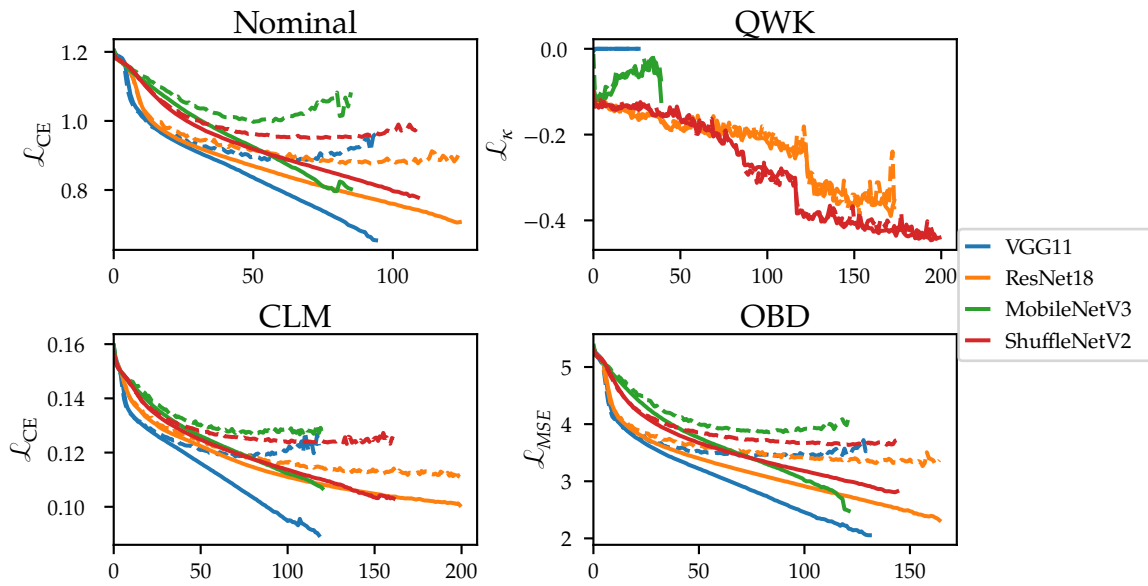 Nominal
1.2
1.0
0.8
ℒCE
0
50
100
QWK
0.0
−0.2
−0.4
ℒκ
0
50
100
150
200
CLM
0.16
0.14
0.12
0.10
ℒCE
0
50
100
150
200
OBD
5
4
3
2
ℒMSE
0
50
100
150
VGG11
ResNet18
MobileNetV3
ShuffleNetV2